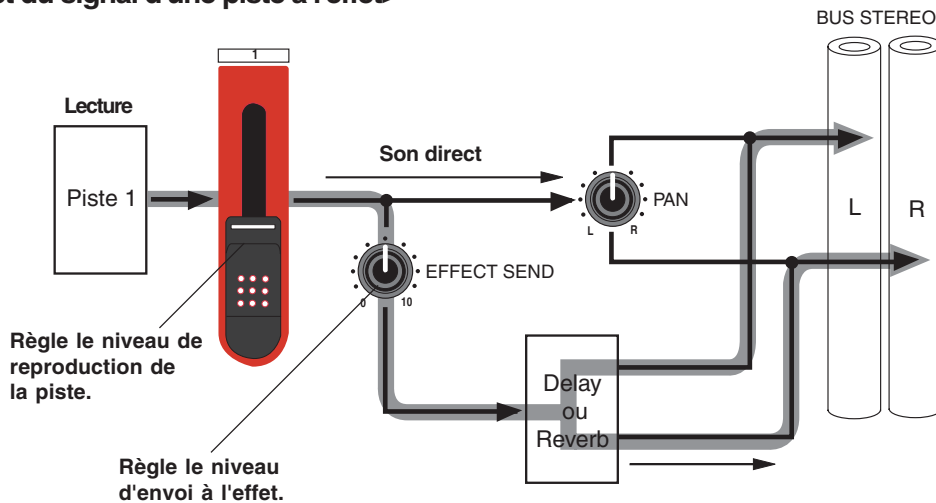 du signal d'une piste à l'effet>
BUS STEREO
1
Lecture
Piste 1
Son direct
PAN
L R
L
R
EFFECT SEND
0 10
Règle le niveau de
reproduction de
la piste.
Delay
ou
Reverb
Règle le niveau
d'envoi à l'effet.